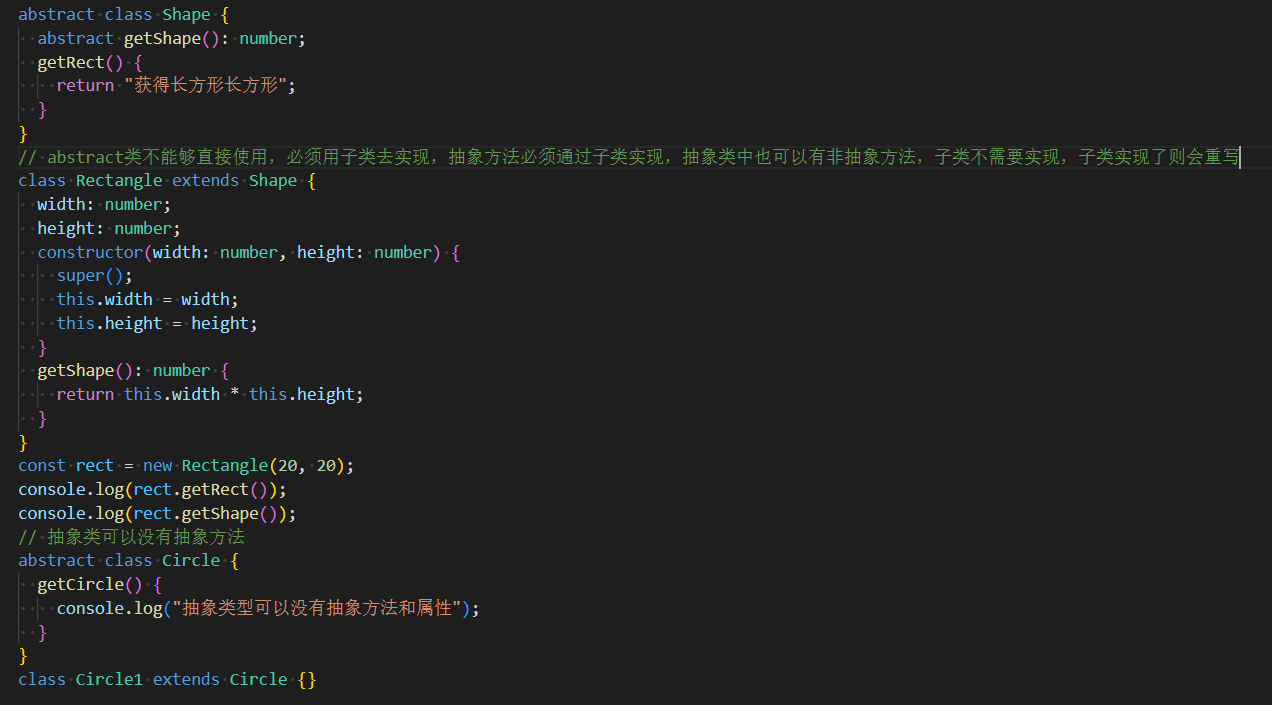 abstract class Shape {
  abstract getShape(): number;
  getRect() {
    return "获得长方形长方形";
  }
}
// abstract类不能够直接使用，必须用子类去实现，抽象方法必须通过子类实现，抽象类中也可以有非抽象方法，子类不需要实现，子类实现了则会重写
class Rectangle extends Shape {
  width: number;
  height: number;
  constructor(width: number, height: number) {
    super();
    this.width = width;
    this.height = height;
  }
  getShape(): number {
    return this.width * this.height;
  }
}
const rect = new Rectangle(20, 20);
console.log(rect.getRect());
console.log(rect.getShape());
// 抽象类可以没有抽象方法
abstract class Circle {
  getCircle() {
    console.log("抽象类型可以没有抽象方法和属性");
  }
}
class Circle1 extends Circle {}